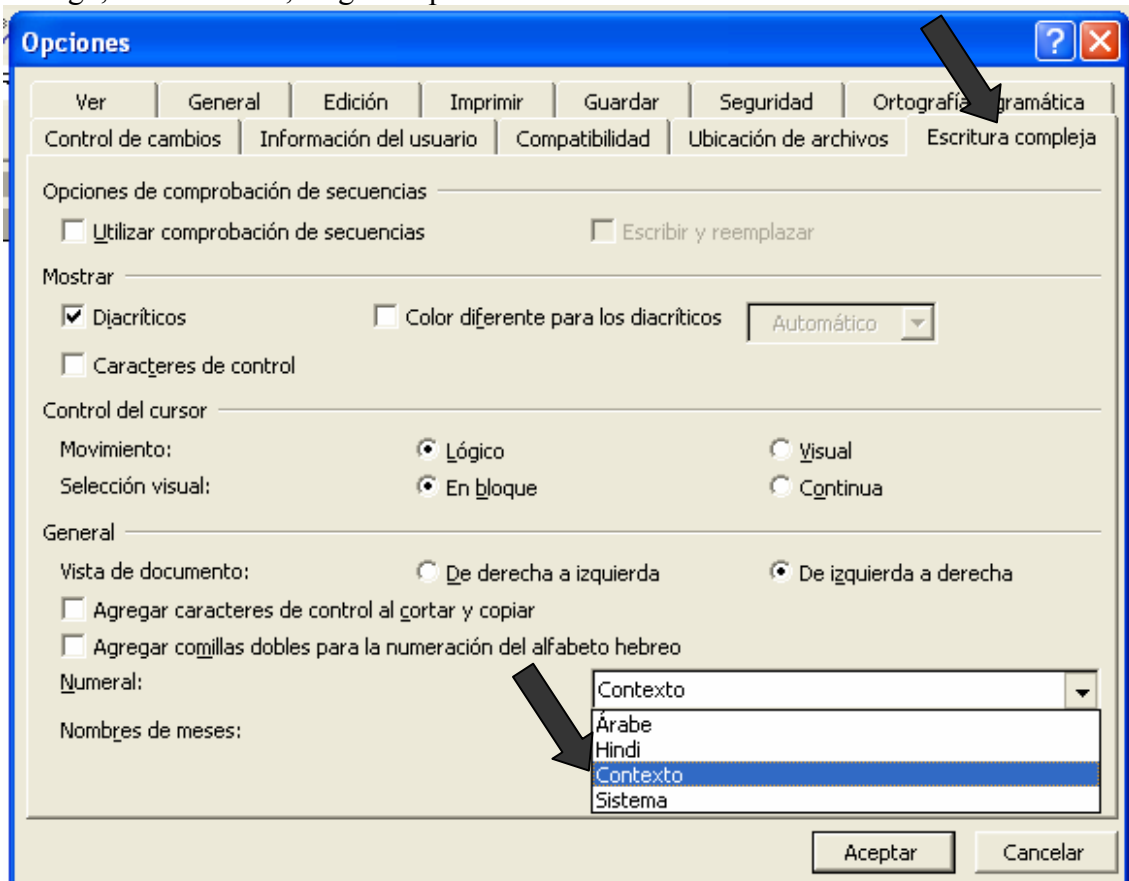 Opciones
Ver General Edición Imprimir Guardar Seguridad Ortografía gramática
Control de cambios Información del usuario Compatibilidad Ubicación de archivos Escritura compleja
Opciones de comprobación de secuencias
Utilizar comprobación de secuencias Escribir y reemplazar
Mostrar
Diacríticos Color diferente para los diacríticos Automático
Caracteres de control
Control del cursor
Movimiento: Lógico Visual
Selección visual: En bloque Continua
General
Vista de documento: De derecha a izquierda De izquierda a derecha
Agregar caracteres de control al cortar y copiar
Agregar comillas dobles para la numeración del alfabeto hebreo
Numeral: Contexto
Árabe
Nombres de meses: Hindi
Contexto
Sistema
Aceptar Cancelar